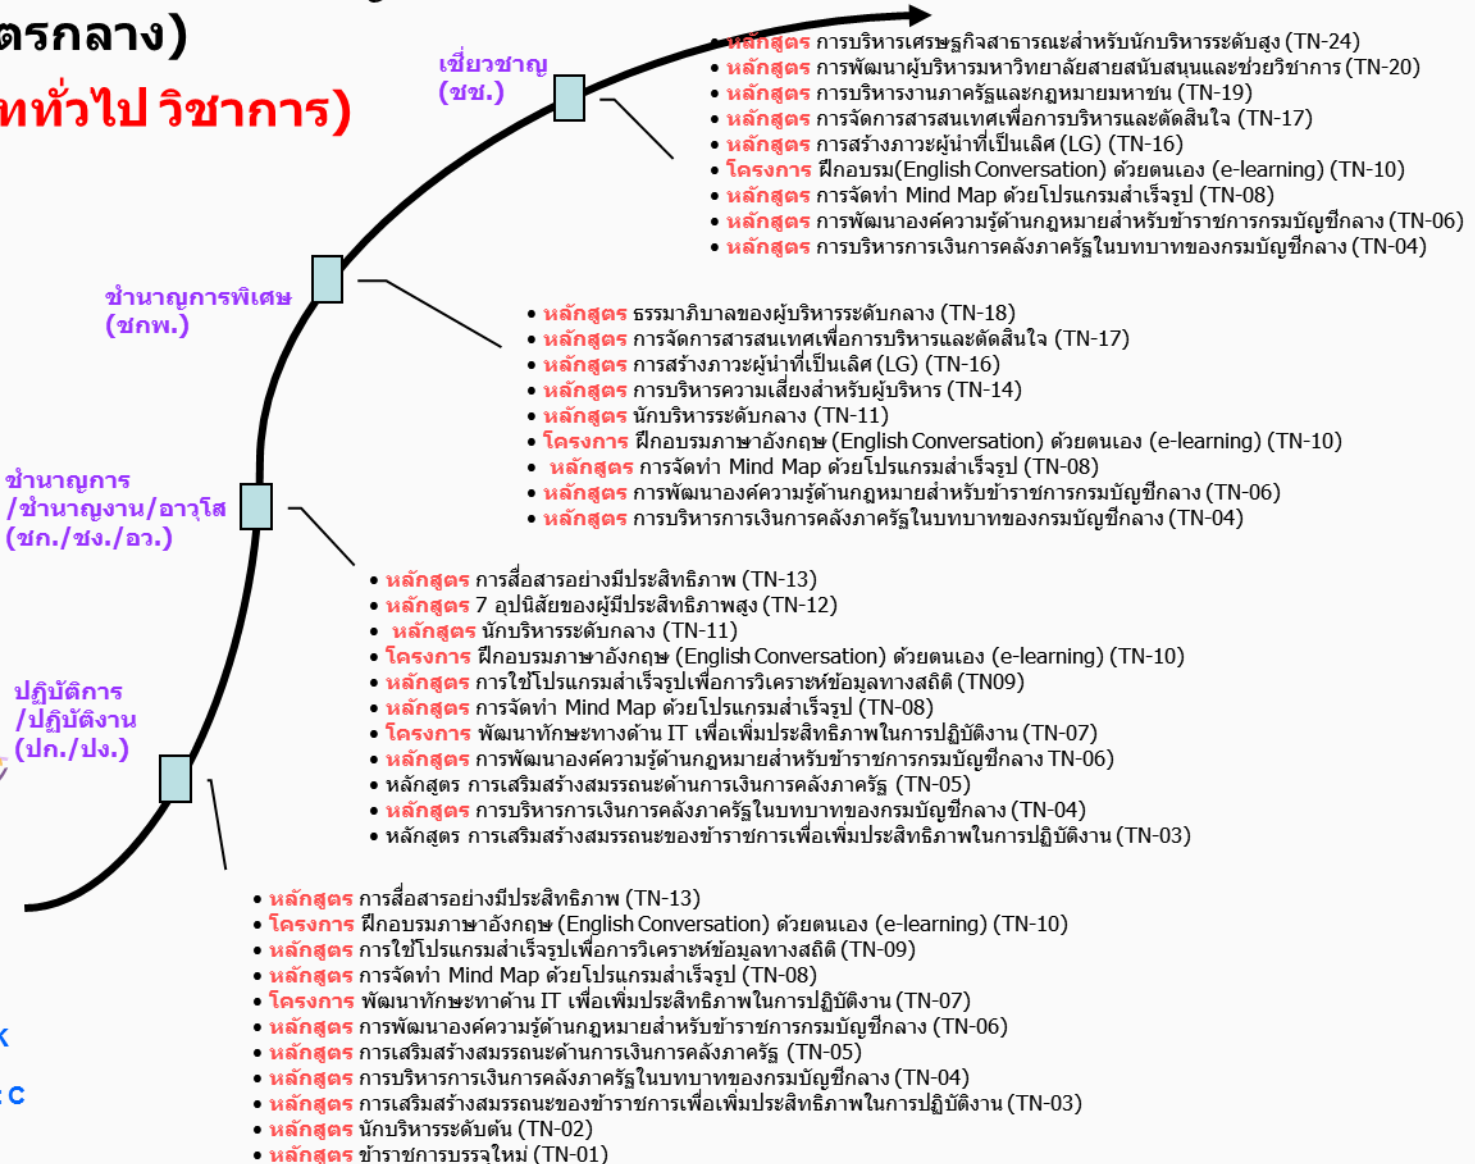 ตรกลาง)
ททั่วไป วิชาการ)
เชี่ยวชาญ
(ชช.)
• หลักสูตร การบริหารเศรษฐกิจสาธารณะสำหรับนักบริหารระดับสูง (TN-24)
• หลักสูตร การพัฒนาผู้บริหารมหาวิทยาลัยสายสนับสนุนและช่วยวิชาการ (TN-20)
• หลักสูตร การบริหารงานภาครัฐและกฎหมายมหาชน (TN-19)
• หลักสูตร การจัดการสารสนเทศเพื่อการบริหารและตัดสินใจ (TN-17)
• หลักสูตร การสร้างภาวะผู้นำที่เป็นเลิศ (LG) (TN-16)
• โครงการ ฝึกอบรม(English Conversation) ด้วยตนเอง (e-learning) (TN-10)
• หลักสูตร การจัดทำ Mind Map ด้วยโปรแกรมสำเร็จรูป (TN-08)
• หลักสูตร การพัฒนาองค์ความรู้ด้านกฎหมายสำหรับข้าราชการกรมบัญชีกลาง (TN-06)
• หลักสูตร การบริหารการเงินการคลังภาครัฐในบทบาทของกรมบัญชีกลาง (TN-04)
ชำนาญการพิเศษ
(ชกพ.)
• หลักสูตร ธรรมาภิบาลของผู้บริหารระดับกลาง (TN-18)
• หลักสูตร การจัดการสารสนเทศเพื่อการบริหารและตัดสินใจ (TN-17)
• หลักสูตร การสร้างภาวะผู้นำที่เป็นเลิศ (LG) (TN-16)
• หลักสูตร การบริหารความเสี่ยงสำหรับผู้บริหาร (TN-14)
• หลักสูตร นักบริหารระดับกลาง (TN-11)
• โครงการ ฝึกอบรมภาษาอังกฤษ (English Conversation) ด้วยตนเอง (e-learning) (TN-10)
• หลักสูตร การจัดทำ Mind Map ด้วยโปรแกรมสำเร็จรูป (TN-08)
• หลักสูตร การพัฒนาองค์ความรู้ด้านกฎหมายสำหรับข้าราชการกรมบัญชีกลาง (TN-06)
• หลักสูตร การบริหารการเงินการคลังภาครัฐในบทบาทของกรมบัญชีกลาง (TN-04)
ชำนาญการ
/ชำนาญงาน/อาวุโส
(ชก./ชง./อว.)
• หลักสูตร การสื่อสารอย่างมีประสิทธิภาพ (TN-13)
• หลักสูตร 7 อุปนิสัยของผู้มีประสิทธิภาพสูง (TN-12)
• หลักสูตร นักบริหารระดับกลาง (TN-11)
• โครงการ ฝึกอบรมภาษาอังกฤษ (English Conversation) ด้วยตนเอง (e-learning) (TN-10)
• หลักสูตร การใช้โปรแกรมสำเร็จรูปเพื่อการวิเคราะห์ข้อมูลทางสถิติ (TN09)
• หลักสูตร การจัดทำ Mind Map ด้วยโปรแกรมสำเร็จรูป (TN-08)
• โครงการ พัฒนาทักษะทางด้าน IT เพื่อเพิ่มประสิทธิภาพในการปฏิบัติงาน (TN-07)
• หลักสูตร การพัฒนาองค์ความรู้ด้านกฎหมายสำหรับข้าราชการกรมบัญชีกลาง TN-06)
• หลักสูตร การเสริมสร้างสมรรถนะด้านการเงินการคลังภาครัฐ (TN-05)
• หลักสูตร การบริหารการเงินการคลังภาครัฐในบทบาทของกรมบัญชีกลาง (TN-04)
• หลักสูตร การเสริมสร้างสมรรถนะของข้าราชการเพื่อเพิ่มประสิทธิภาพในการปฏิบัติงาน (TN-03)
ปฏิบัติการ
/ปฏิบัติงาน
(ปก./ปง.)
• หลักสูตร การสื่อสารอย่างมีประสิทธิภาพ (TN-13)
• โครงการ ฝึกอบรมภาษาอังกฤษ (English Conversation) ด้วยตนเอง (e-learning) (TN-10)
• หลักสูตร การใช้โปรแกรมสำเร็จรูปเพื่อการวิเคราะห์ข้อมูลทางสถิติ (TN-09)
• หลักสูตร การจัดทำ Mind Map ด้วยโปรแกรมสำเร็จรูป (TN-08)
• โครงการ พัฒนาทักษะทาด้าน IT เพื่อเพิ่มประสิทธิภาพในการปฏิบัติงาน (TN-07)
• หลักสูตร การพัฒนาองค์ความรู้ด้านกฎหมายสำหรับข้าราชการกรมบัญชีกลาง (TN-06)
• หลักสูตร การเสริมสร้างสมรรถนะด้านการเงินการคลังภาครัฐ (TN-05)
• หลักสูตร การบริหารการเงินการคลังภาครัฐในบทบาทของกรมบัญชีกลาง (TN-04)
• หลักสูตร การเสริมสร้างสมรรถนะของข้าราชการเพื่อเพิ่มประสิทธิภาพในการปฏิบัติงาน (TN-03)
• หลักสูตร นักบริหารระดับต้น (TN-02)
• หลักสูตร ข้าราชการบรรจุใหม่ (TN-01)
K
: C